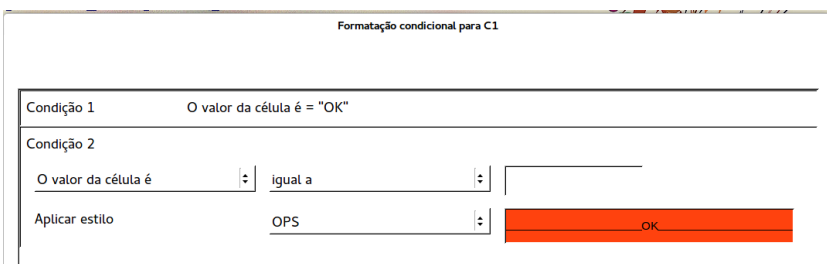 Formatação condicional para C1
Condição 1 O valor da célula é = "OK"
Condição 2
O valor da célula é igual a
Aplicar estilo OPS OK